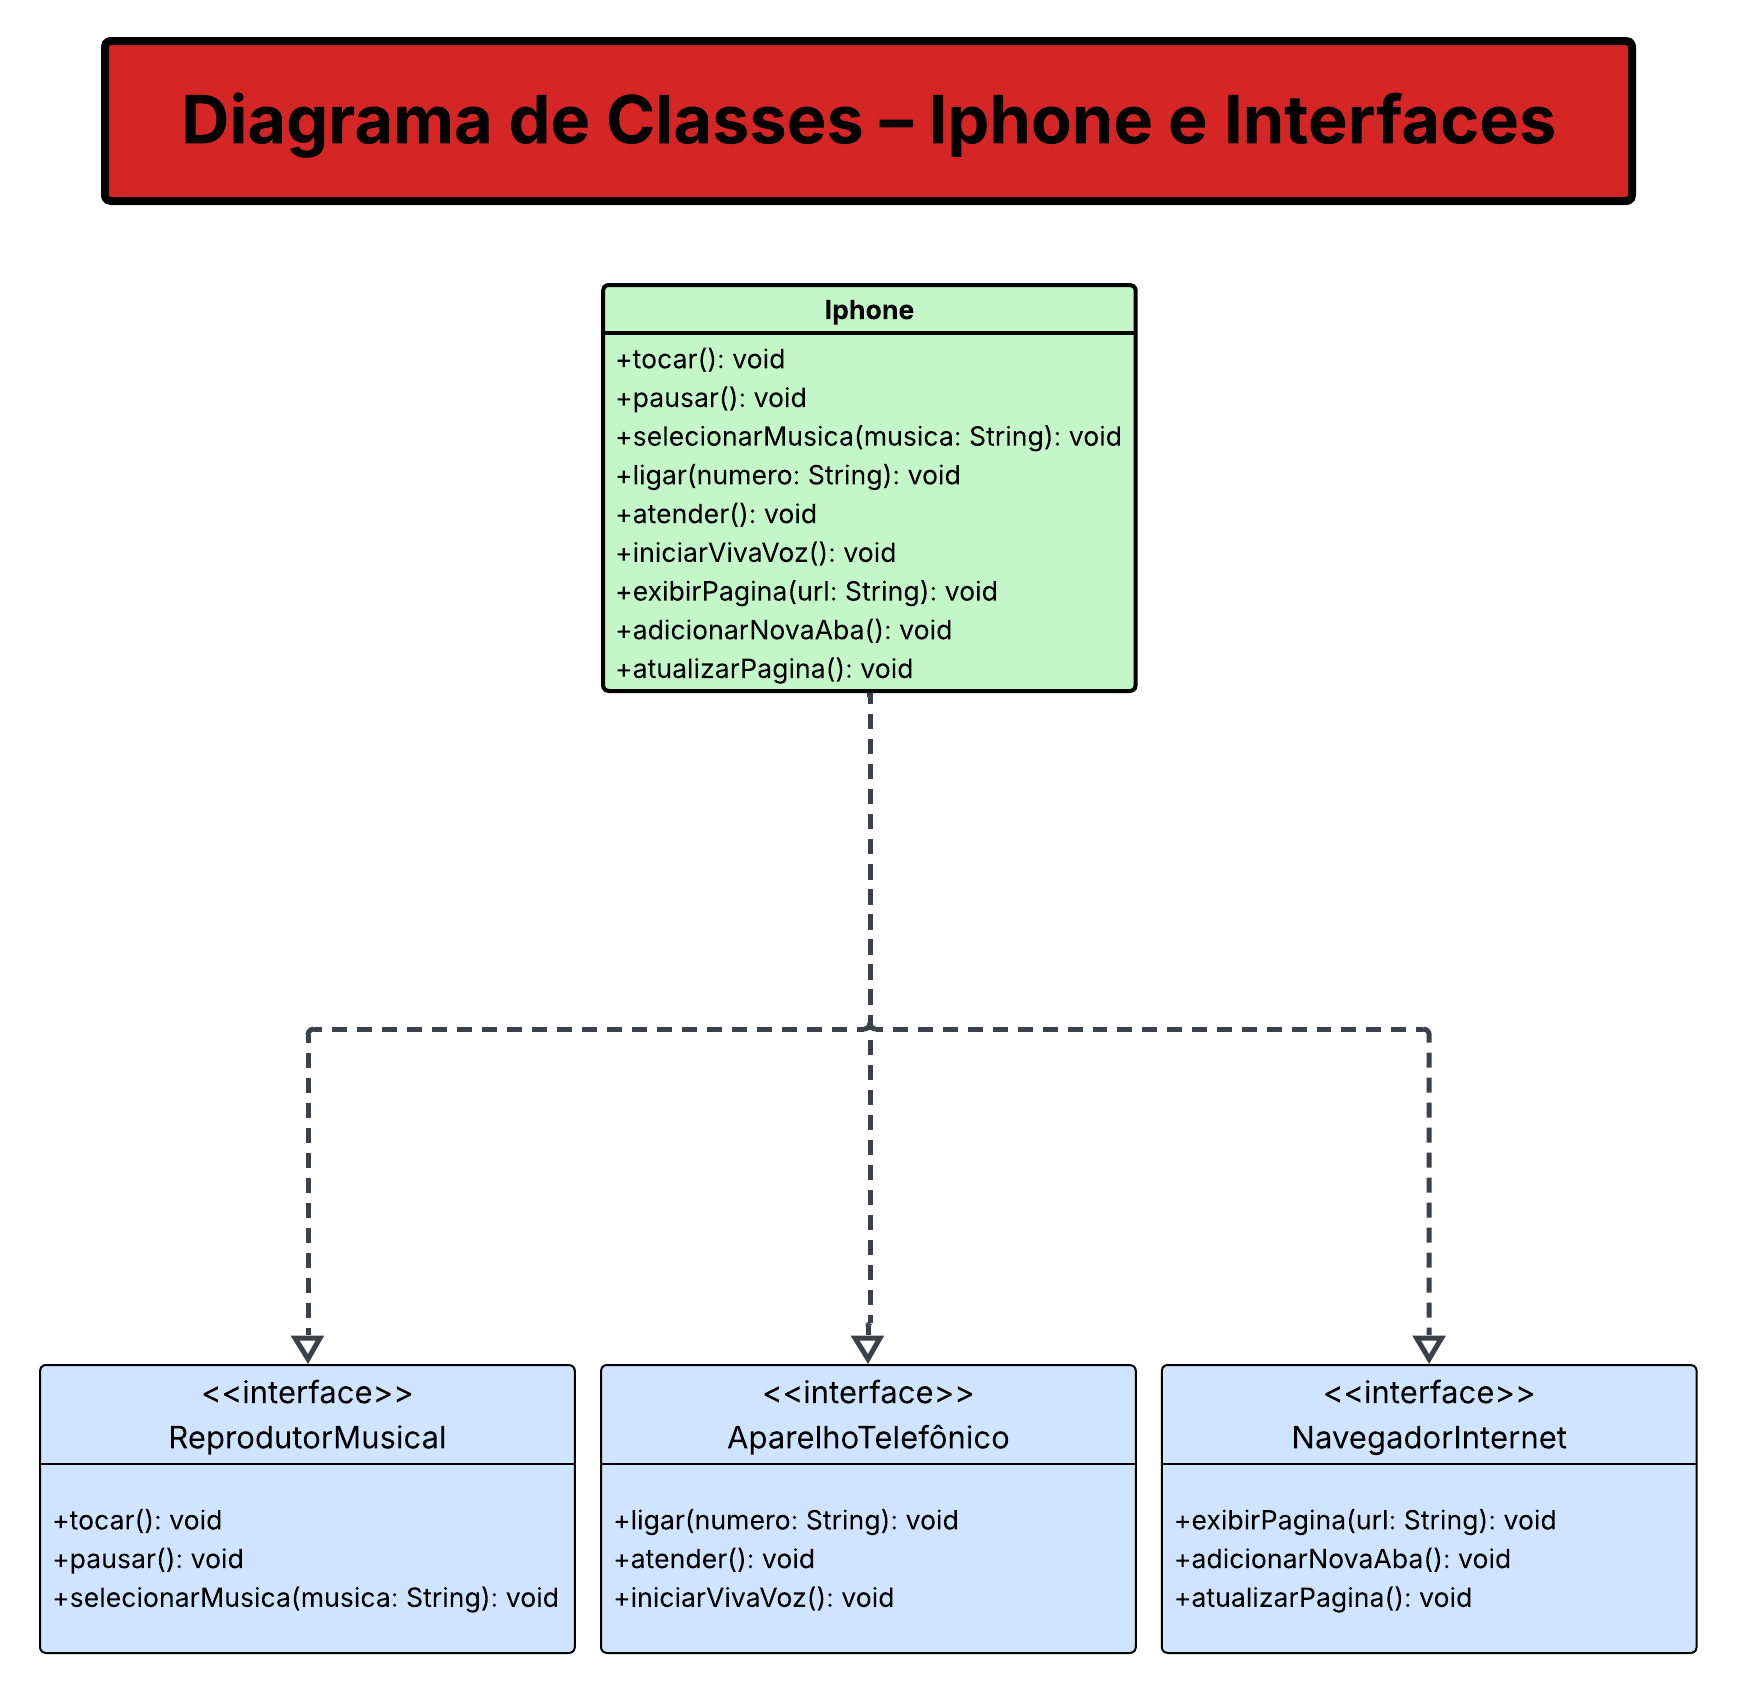 Diagrama de Classes – Iphone e Interfaces
Iphone
+tocar(): void
+pausar(): void
+selecionarMusica(musica: String): void
+ligar(numero: String): void
+atender(): void
+iniciarVivaVoz(): void
+exibirPagina(url: String): void
+adicionarNovaAba(): void
+atualizarPagina(): void
<<interface>>
ReprodutorMusical
+tocar(): void
+pausar(): void
+selecionarMusica(musica: String): void
<<interface>>
AparelhoTelefônico
+ligar(numero: String): void
+atender(): void
+iniciarVivaVoz(): void
<<interface>>
NavegadorInternet
+exibirPagina(url: String): void
+adicionarNovaAba(): void
+atualizarPagina(): void